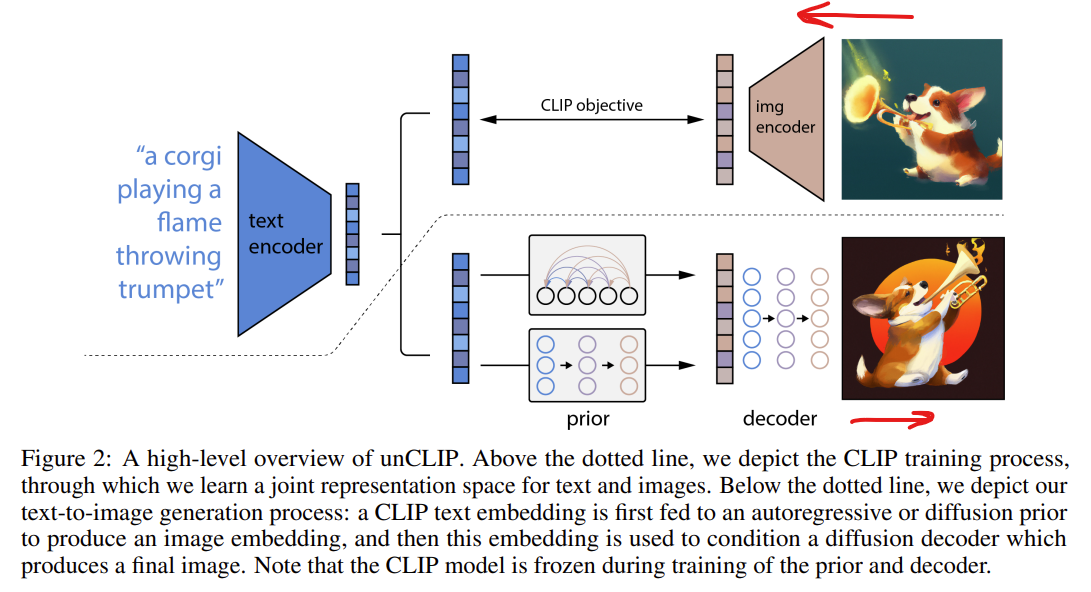 “a corgi
playing a
flame
throwing
trumpet”
text
encoder
CLIP objective
img
encoder
prior
decoder
Figure 2: A high-level overview of unCLIP. Above the dotted line, we depict the CLIP training process,
through which we learn a joint representation space for text and images. Below the dotted line, we depict our
text-to-image generation process: a CLIP text embedding is first fed to an autoregressive or diffusion prior
to produce an image embedding, and then this embedding is used to condition a diffusion decoder which
produces a final image. Note that the CLIP model is frozen during training of the prior and decoder.